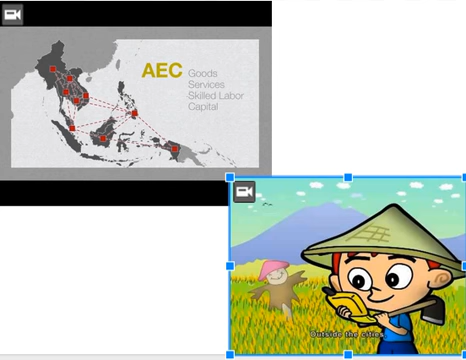 AEC
Goods
Services
Skilled Labor
Capital
Outside the cities